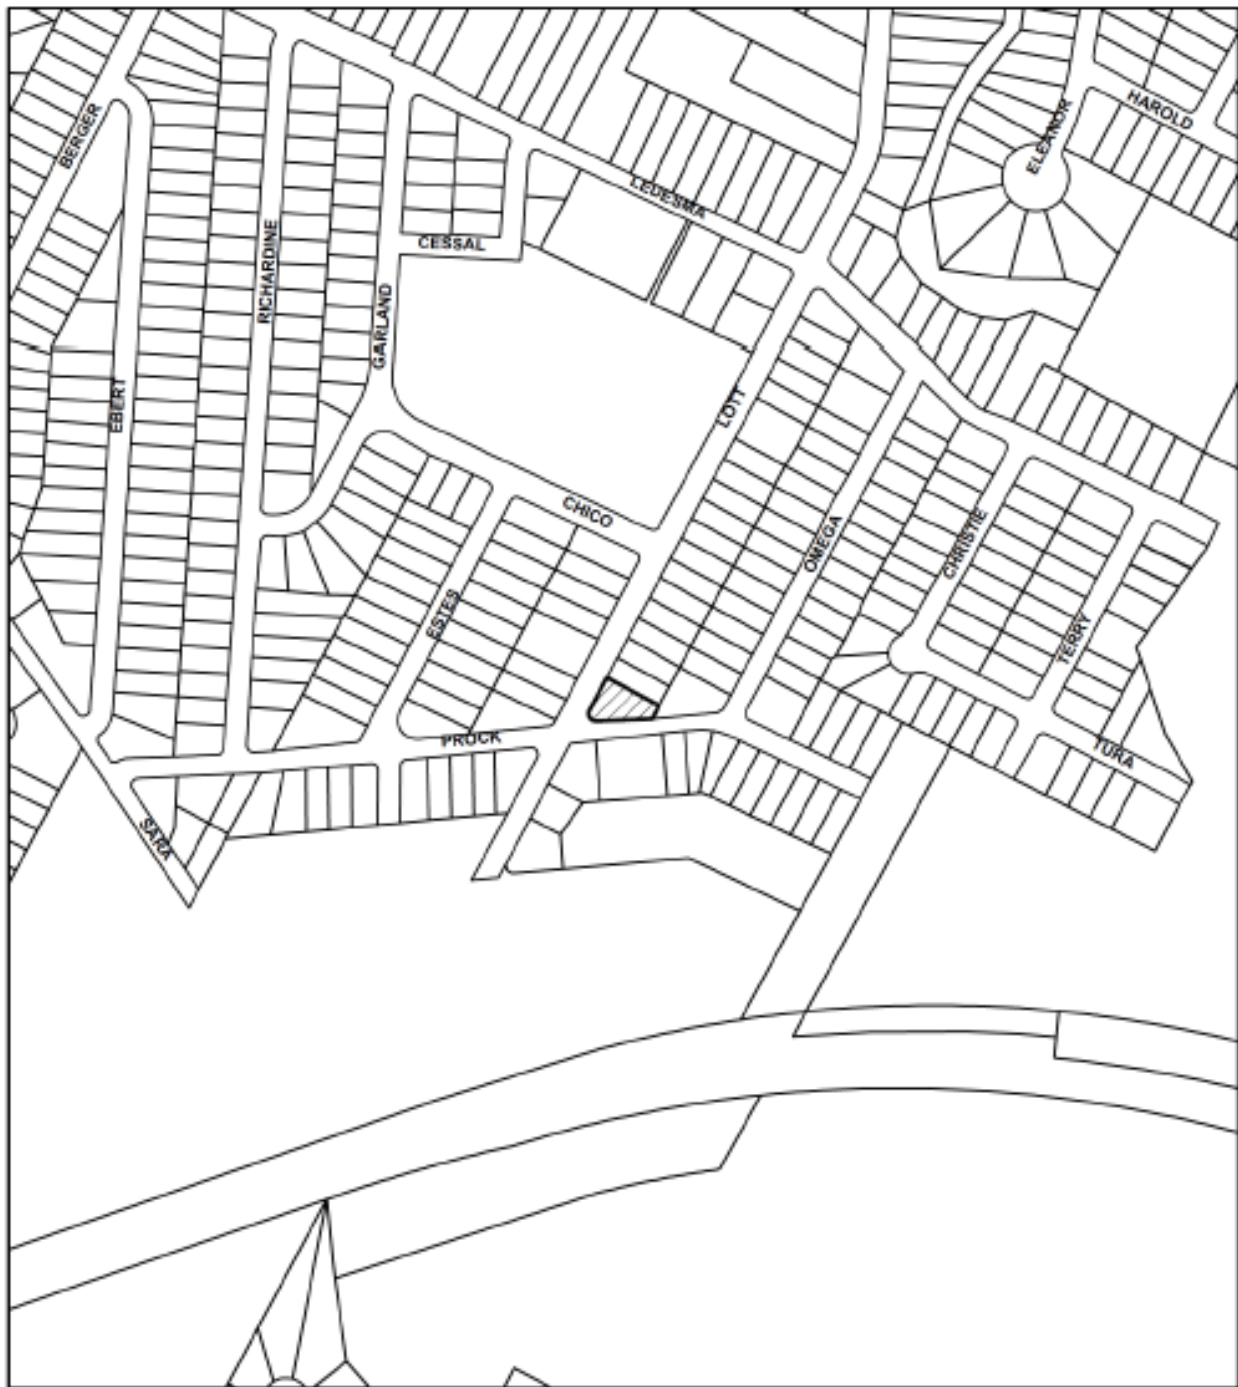 HAROLD
BERGER
ELEANOR
LEDESMA
CESSAL
RICHARDINE
GARLAND
EBERT
LOTT
CHICO
OMEGA
CHRISTIE
ESTES
TERRY
PROCK
TURA
SARA